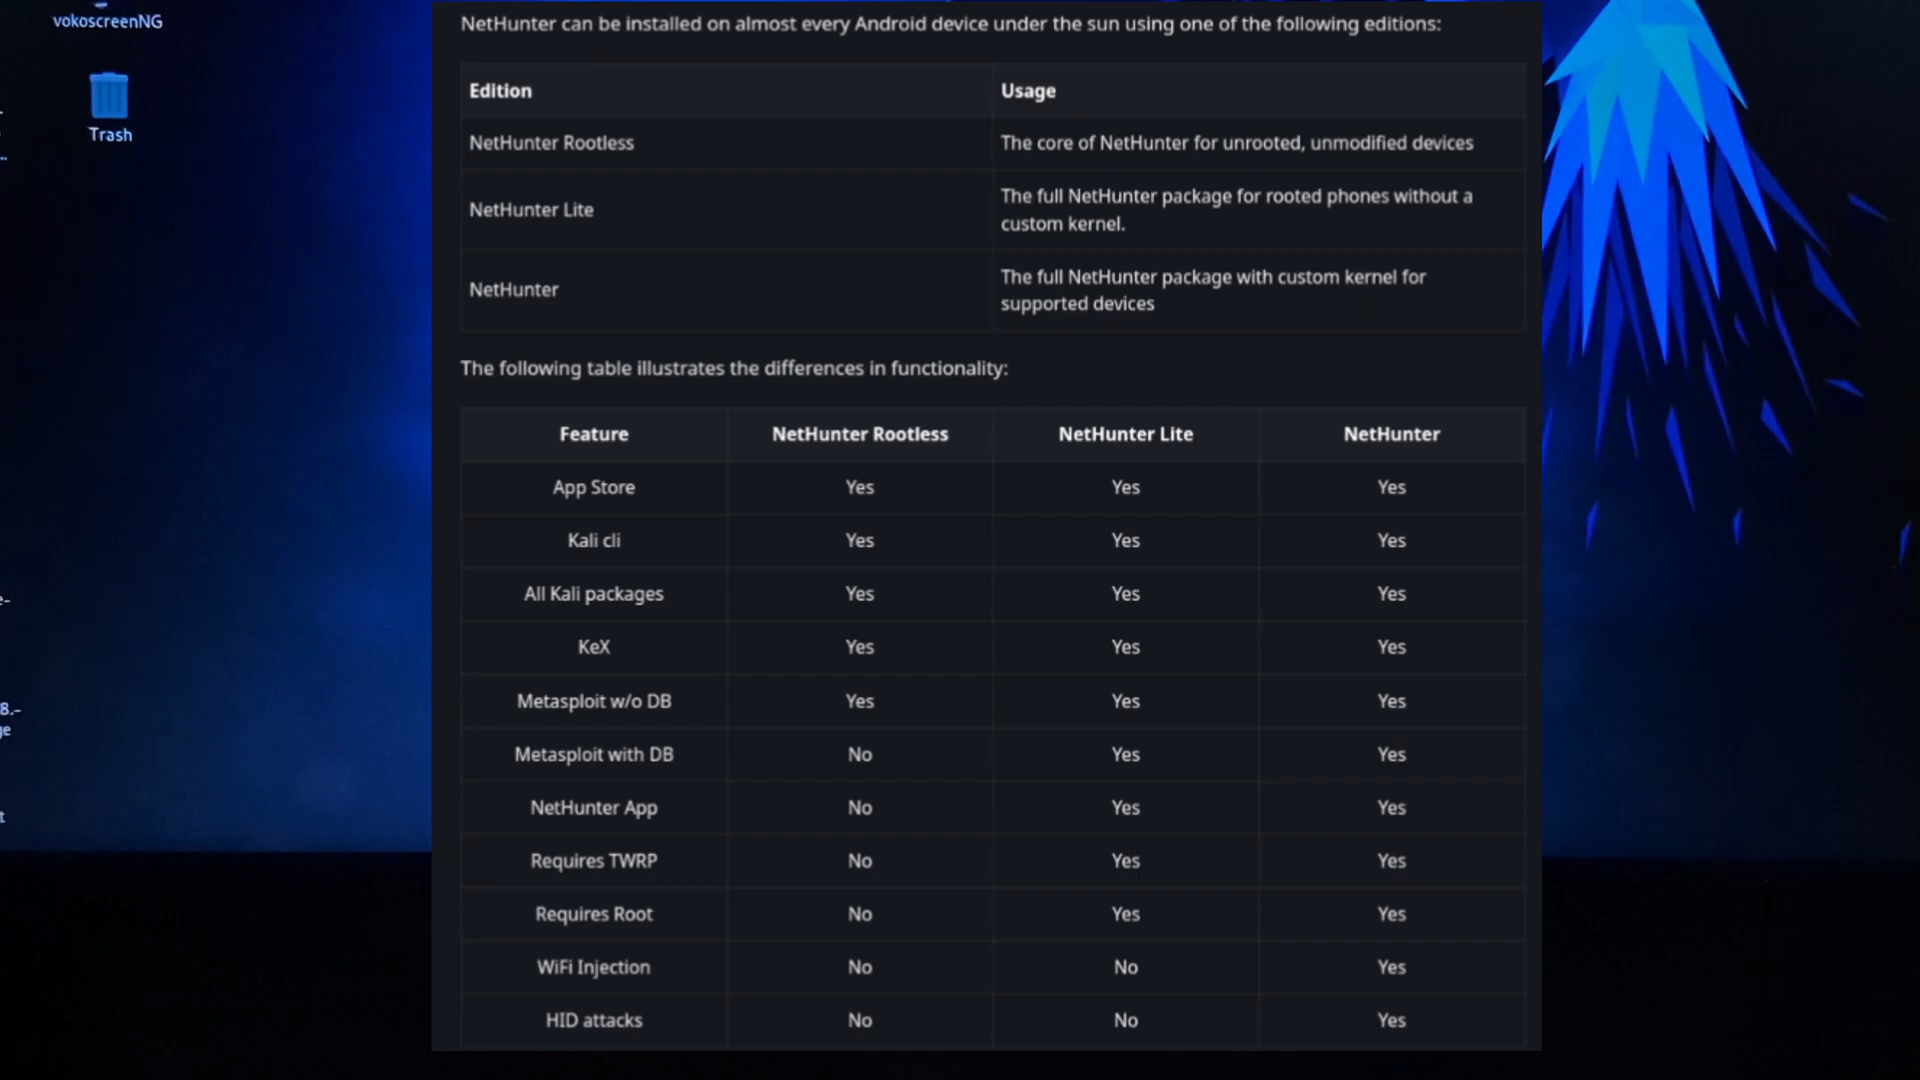 vokoscreenNG
Trash
e-
8.-
ge
t
NetHunter can be installed on almost every Android device under the sun using one of the following editions:
Edition Usage
NetHunter Rootless The core of NetHunter for unrooted, unmodified devices
NetHunter Lite The full NetHunter package for rooted phones without a
custom kernel.
NetHunter The full NetHunter package with custom kernel for
supported devices
The following table illustrates the differences in functionality:
Feature NetHunter Rootless NetHunter Lite NetHunter
App Store Yes Yes Yes
Kali cli Yes Yes Yes
All Kali packages Yes Yes Yes
KeX Yes Yes Yes
Metasploit w/o DB Yes Yes Yes
Metasploit with DB No Yes Yes
NetHunter App No Yes Yes
Requires TWRP No Yes Yes
Requires Root No Yes Yes
WiFi Injection No No Yes
HID attacks No No Yes